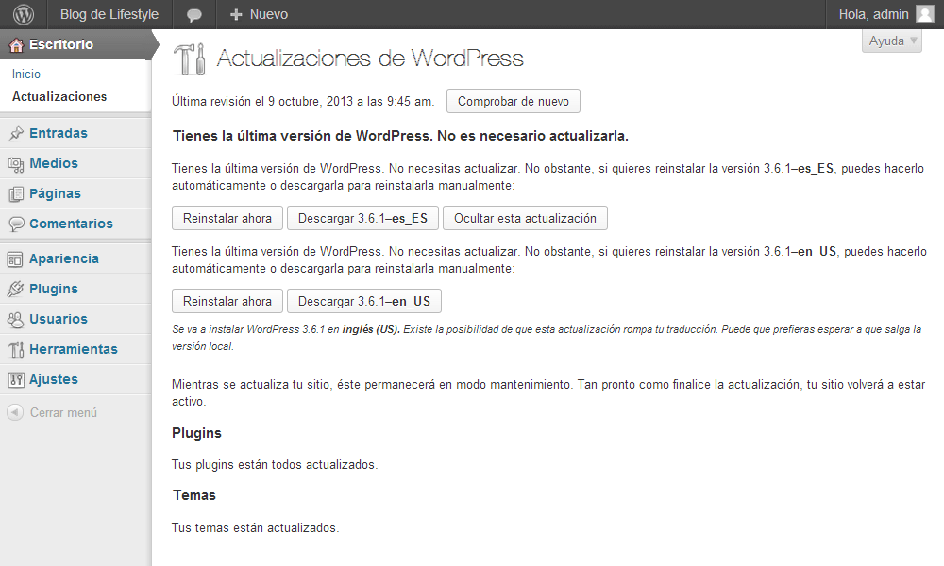 Blog de Lifestyle
Nuevo
Hola, admin
Escritorio
Inicio
Actualizaciones
Entradas
Medios
Páginas
Comentarios
Apariencia
Plugins
Usuarios
Herramientas
Ajustes
Cerrar menú
Ayuda
Actualizaciones de WordPress
Última revisión el 9 octubre, 2013 a las 9:45 am.
Comprobar de nuevo
Tienes la última versión de WordPress. No es necesario actualizarla.
Tienes la última versión de WordPress. No necesitas actualizar. No obstante, si quieres reinstalar la versión 3.6.1–es_ES, puedes hacerlo
automáticamente o descargarla para reinstalarla manualmente:
Reinstalar ahora
Descargar 3.6.1–es_ES
Ocultar esta actualización
Tienes la última versión de WordPress. No necesitas actualizar. No obstante, si quieres reinstalar la versión 3.6.1–en_US, puedes hacerlo
automáticamente o descargarla para reinstalarla manualmente:
Reinstalar ahora
Descargar 3.6.1–en_US
Se va a instalar WordPress 3.6.1 en inglés (US). Existe la posibilidad de que esta actualización rompa tu traducción. Puede que prefieras esperar a que salga la
versión local.
Mientras se actualiza tu sitio, éste permanecerá en modo mantenimiento. Tan pronto como finalice la actualización, tu sitio volverá a estar
activo.
Plugins
Tus plugins están todos actualizados.
Temas
Tus temas están actualizados.